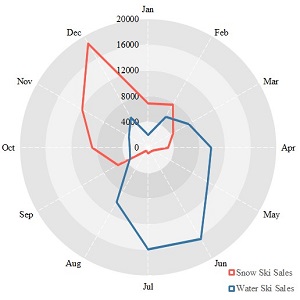 Jan
20000
Dec
Feb
16000
12000
Nov
Mar
8000
4000
Oct
0
Apr
Sep
May
Aug
Jun
Jul
Snow Ski Sales
Water Ski Sales